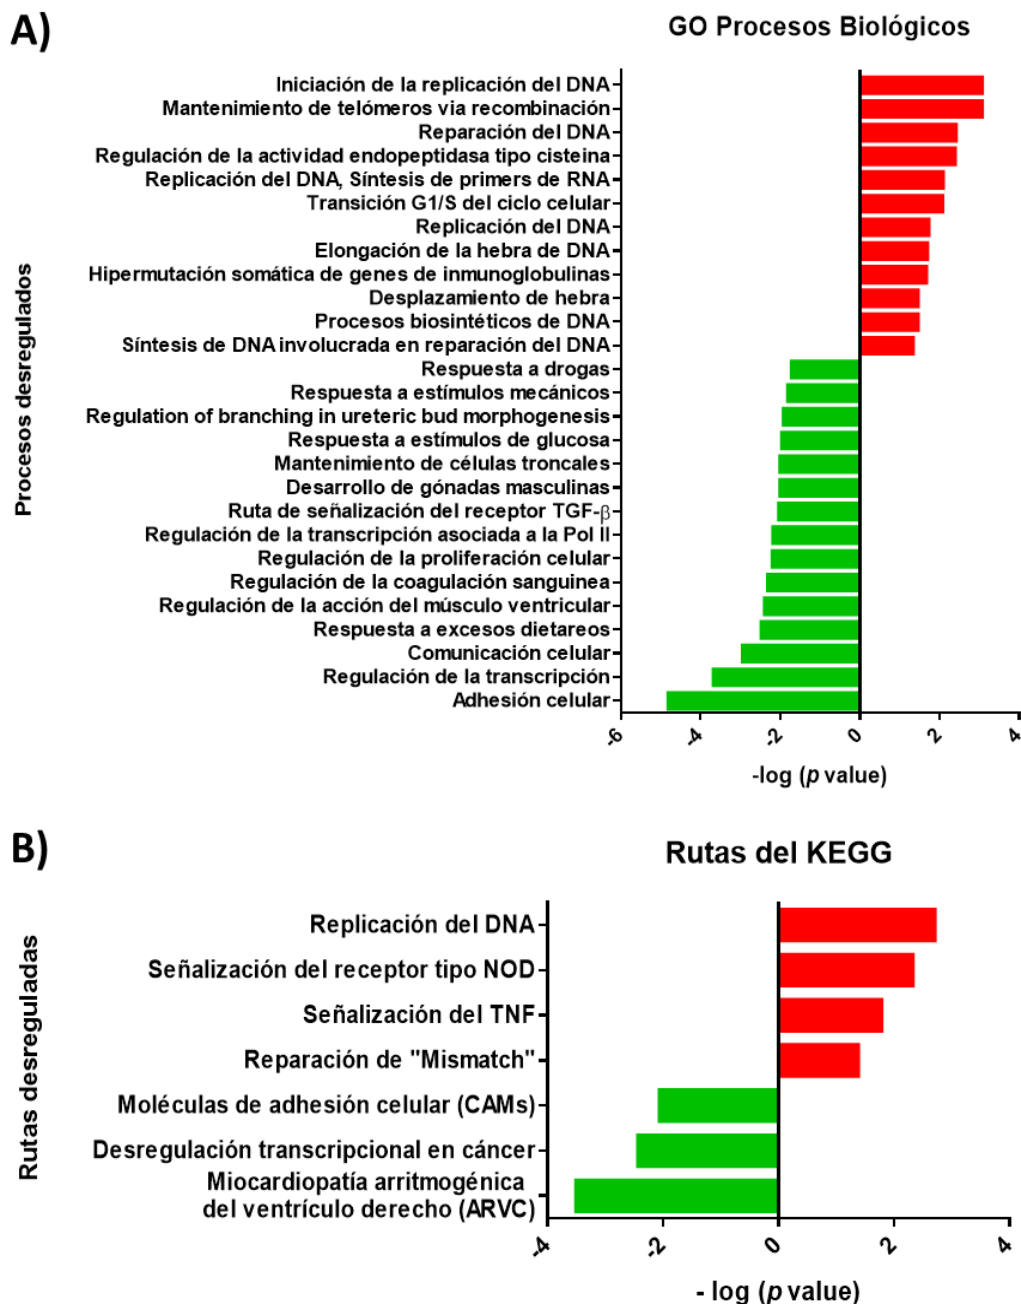 A)
GO Procesos Biológicos
Procesos desregulados
Iniciación de la replicación del DNA
Mantenimiento de telómeros via recombinación
Reparación del DNA
Regulación de la actividad endopeptidasa tipo cisteina
Replicación del DNA, Síntesis de primers de RNA
Transición G1/S del ciclo celular
Replicación del DNA
Elongación de la hebra de DNA
Hipermutación somática de genes de inmunoglobulinas
Desplazamiento de hebra
Procesos biosintéticos de DNA
Síntesis de DNA involucrada en reparación del DNA
Respuesta a drogas
Respuesta a estímulos mecánicos
Regulation of branching in ureteric bud morphogenesis
Respuesta a estímulos de glucosa
Mantenimiento de células troncales
Desarrollo de gónadas masculinas
Ruta de señalización del receptor TGF-β
Regulación de la transcripción asociada a la Pol II
Regulación de la proliferación celular
Regulación de la coagulación sanguinea
Regulación de la acción del músculo ventricular
Respuesta a excesos dietareos
Comunicación celular
Regulación de la transcripción
Adhesión celular
-6 -4 -2 0 2 4
-log (p value)
B)
Rutas del KEGG
Rutas desreguladas
Replicación del DNA
Señalización del receptor tipo NOD
Señalización del TNF
Reparación de "Mismatch"
Moléculas de adhesión celular (CAMs)
Desregulación transcripcional en cáncer
Miocardiopatía arritmogénica
del ventrículo derecho (ARVC)
-4 -2 0 2 4
- log (p value)